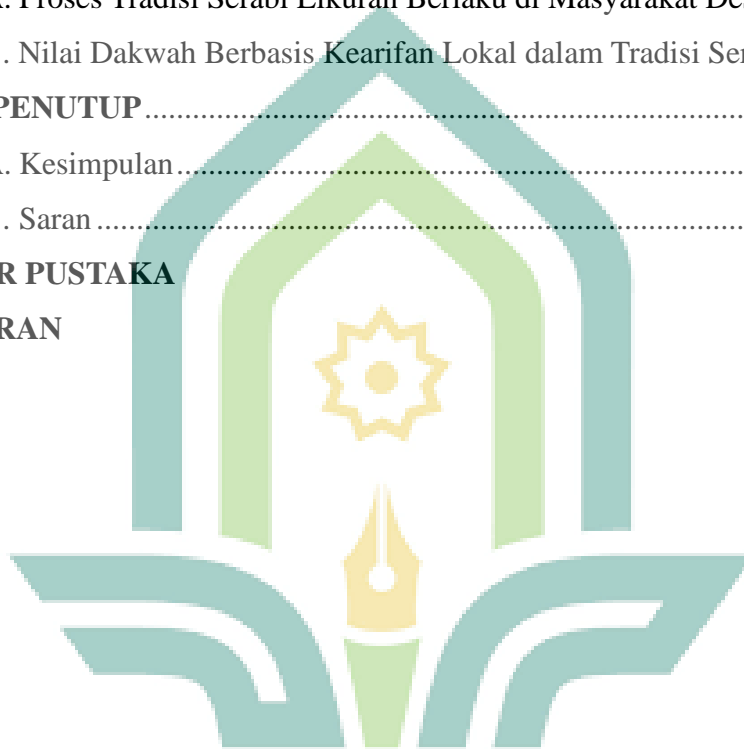 . Proses Tradisi Serabi Likuran Berlaku di Masyarakat Des
. Nilai Dakwah Berbasis Kearifan Lokal dalam Tradisi Ser
PENUTUP........................................................................
. Kesimpulan....................................................................
. Saran..............................................................................
R PUSTAKA
RAN